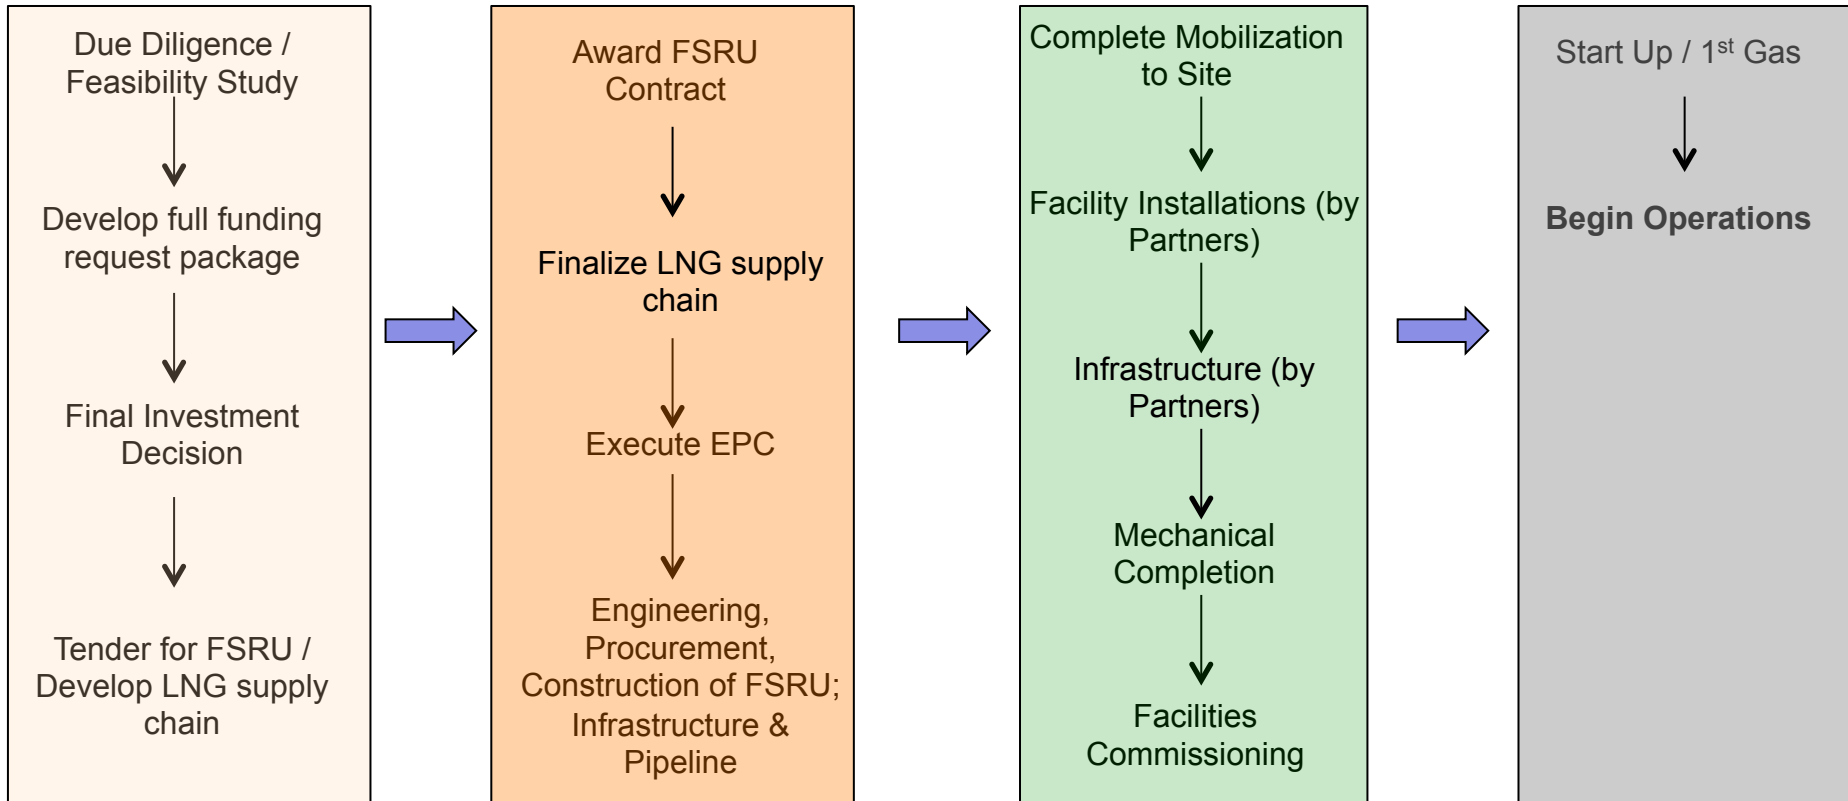 Due Diligence /
Feasibility Study
Develop full funding
request package
Final Investment
Decision
Tender for FSRU /
Develop LNG supply
chain
Award FSRU
Contract
Finalize LNG supply
chain
Execute EPC
Engineering,
Procurement,
Construction of FSRU;
Infrastructure &
Pipeline
Complete Mobilization
to Site
Facility Installations (by
Partners)
Infrastructure (by
Partners)
Mechanical
Completion
Facilities
Commissioning
Start Up / 1st Gas
Begin Operations